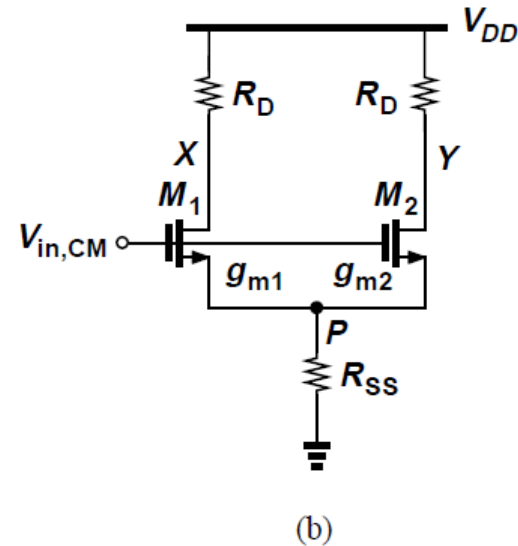 V_DD
R_D R_D
X Y
M_1 M_2
V_in,CM
g_m1 g_m2
P
R_SS
(b)